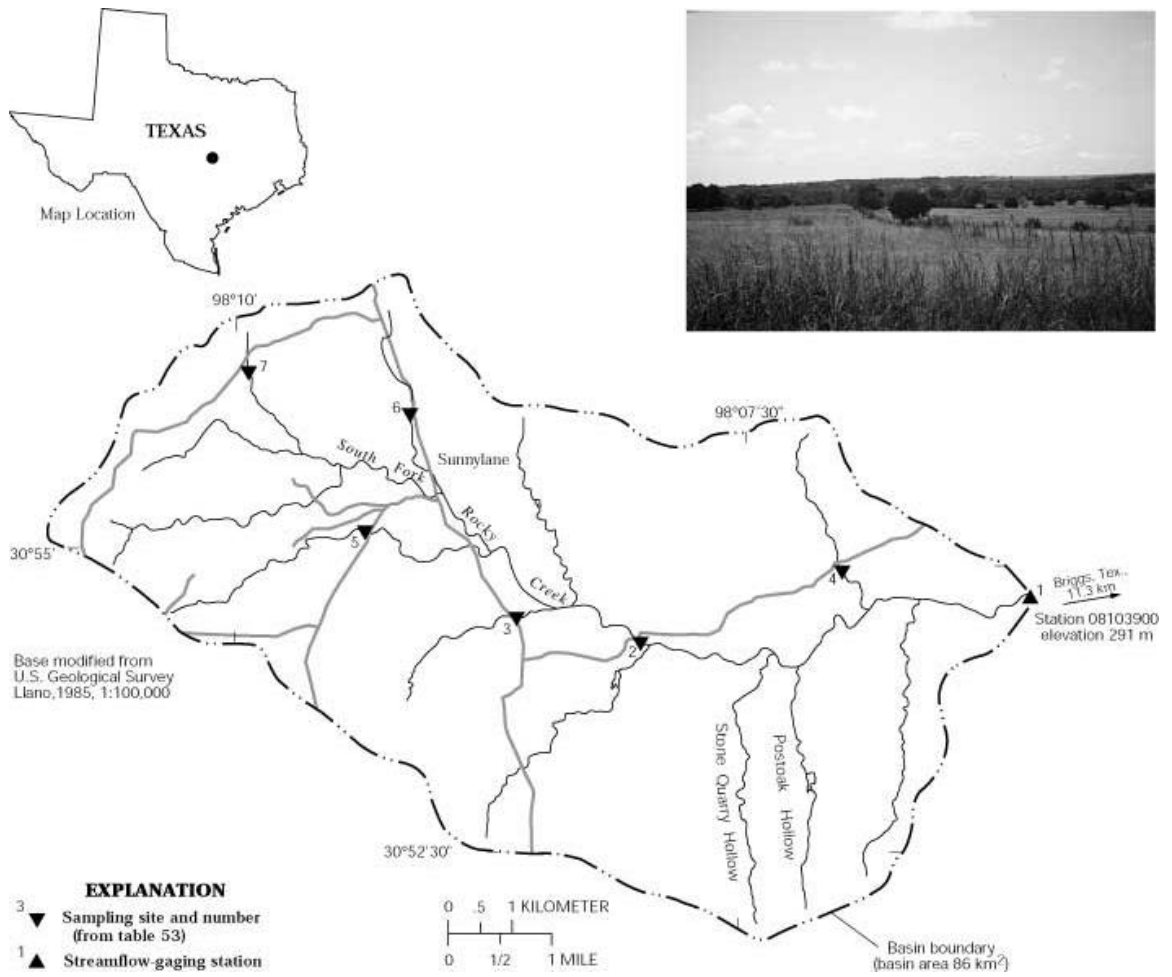 TEXAS
Map Location
98°10'
7
6
98°07'30"
South Fork Rocky Creek
Sunnylane
5
30°55'
4
1
Briggs, Tex.,
11.3 km
Station 08103900
elevation 291 m
3
2
Base modified from
U.S. Geological Survey
Llano,1985, 1:100,000
Stone Quarry Hollow
Postoak Hollow
30°52'30"
EXPLANATION
3
Sampling site and number
(from table 53)
1
Streamflow-gaging station
0 .5 1 KILOMETER
0 1/2 1 MILE
Basin boundary
(basin area 86 km²)